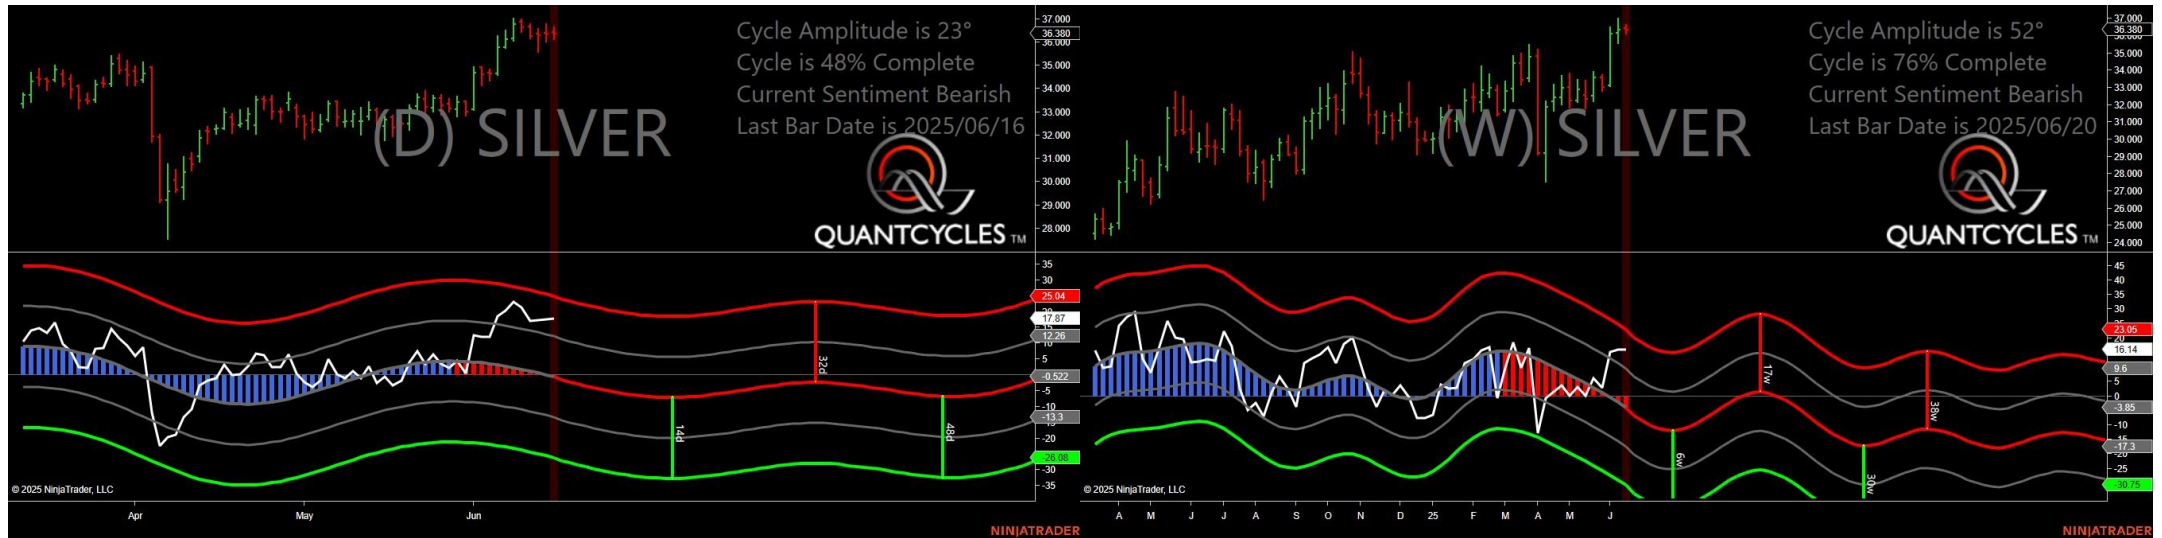 Cycle Amplitude is 23°
Cycle is 48% Complete
Current Sentiment Bearish
Last Bar Date is 2025/06/16
(D) SILVER
QUANTCYCLES TM
37.000
36.380
36.000
35.000
34.000
33.000
32.000
31.000
30.000
29.000
28.000
35
30
25.04
17.87
12.26
10
5
-0.522
-5
-10
-13.3
-20
-26.08
-30
-35
32d
14d
48d
© 2025 NinjaTrader, LLC
Apr
May
Jun
NINJATRADER
Cycle Amplitude is 52°
Cycle is 76% Complete
Current Sentiment Bearish
Last Bar Date is 2025/06/20
(W) SILVER
QUANTCYCLES TM
37.000
36.380
35.000
34.000
33.000
32.000
31.000
30.000
29.000
28.000
27.000
26.000
25.000
24.000
45
40
35
30
23.05
20
16.14
9.6
5
0
-3.85
-10
-17.3
-20
-25
-30.75
17w
38w
6w
30w
© 2025 NinjaTrader, LLC
A M J J A S O N D 25 F M A M J
NINJATRADER